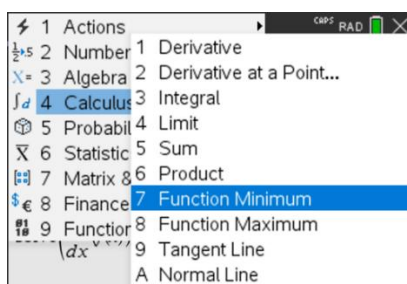 1 Actions
CAPS RAD
2 Number
3 Algebra
4 Calculus
5 Probabil
6 Statistic
7 Matrix &
8 Finance
9 Function
1 Derivative
2 Derivative at a Point...
3 Integral
4 Limit
5 Sum
6 Product
7 Function Minimum
8 Function Maximum
9 Tangent Line
A Normal Line
dx